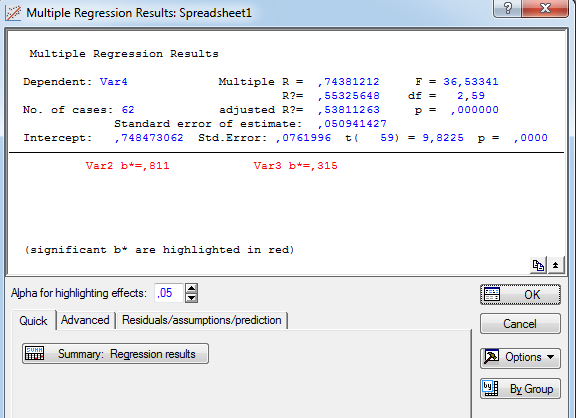 Multiple Regression Results: Spreadsheet1
Multiple Regression Results
Dependent: Var4 Multiple R = ,74381212 F = 36,53341
R?= ,55325648 df = 2,59
No. of cases: 62 adjusted R?= ,53811263 p = ,000000
Standard error of estimate: ,050941427
Intercept: ,748473062 Std.Error: ,0761996 t( 59) = 9,8225 p = ,0000
Var2 b*=,811 Var3 b*=,315
(significant b* are highlighted in red)
Alpha for highlighting effects: ,05
OK
Quick Advanced Residuals/assumptions/prediction
Cancel
Summary: Regression results
Options
By Group